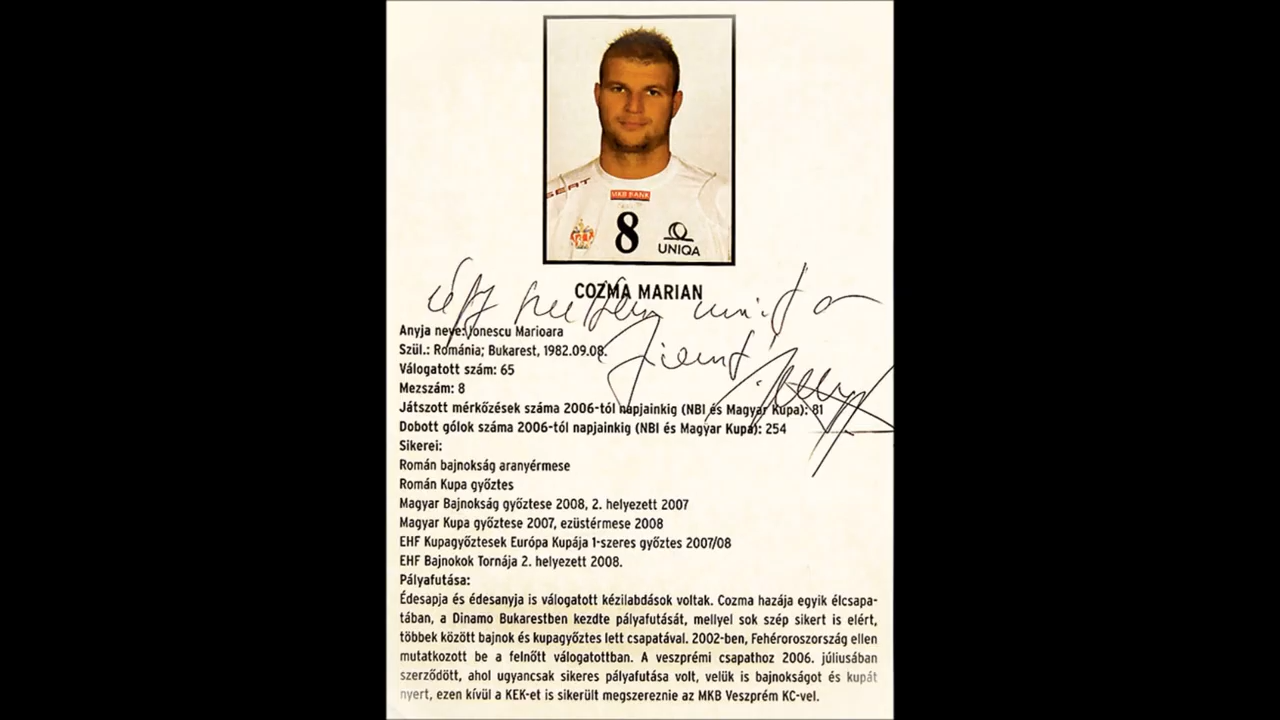 SEAT
MKB BANK
8
UNIQA
COZMA MARIAN
Anyja neve: Ionescu Marioara
Szül.: Románia; Bukarest, 1982.09.08.
Válogatott szám: 65
Mezszám: 8
Játszott mérkőzések száma 2006-tól napjainkig (NBI és Magyar Kupa): 81
Dobott gólok száma 2006-tól napjainkig (NBI és Magyar Kupa): 254
Sikerei:
Román bajnokság aranyérmese
Román Kupa győztes
Magyar Bajnokság győztese 2008, 2. helyezett 2007
Magyar Kupa győztese 2007, ezüstérmese 2008
EHF Kupagyőztesek Európa Kupája 1-szeres győztes 2007/08
EHF Bajnokok Tornája 2. helyezett 2008.
Pályafutása:
Édesapja és édesanyja is válogatott kézilabdások voltak. Cozma hazája egyik élcsapa-
tában, a Dinamo Bukarestben kezdte pályafutását, mellyel sok szép sikert is elért,
többek között bajnok és kupagyőztes lett csapatával. 2002-ben, Fehéroroszország ellen
mutatkozott be a felnőtt válogatottban. A veszprémi csapathoz 2006. júliusában
szerződött, ahol ugyancsak sikeres pályafutása volt, velük is bajnokságot és kupát
nyert, ezen kívül a KEK-et is sikerült megszereznie az MKB Veszprém KC-vel.